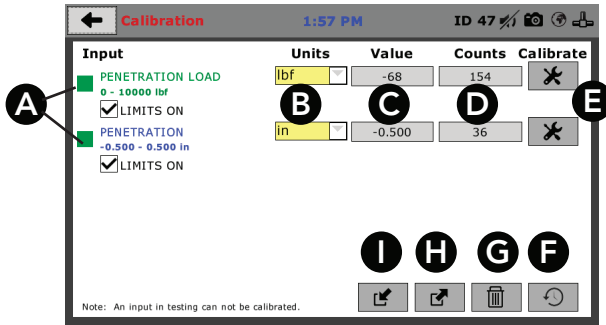 Calibration 1:57 PM ID 47
Input Units Value Counts Calibrate
PENETRATION LOAD lbf -68 154
0 - 10000 lbf
LIMITS ON
A B C D E
PENETRATION in -0.500 36
-0.500 - 0.500 in
LIMITS ON
I H G F
Note: An input in testing can not be calibrated.